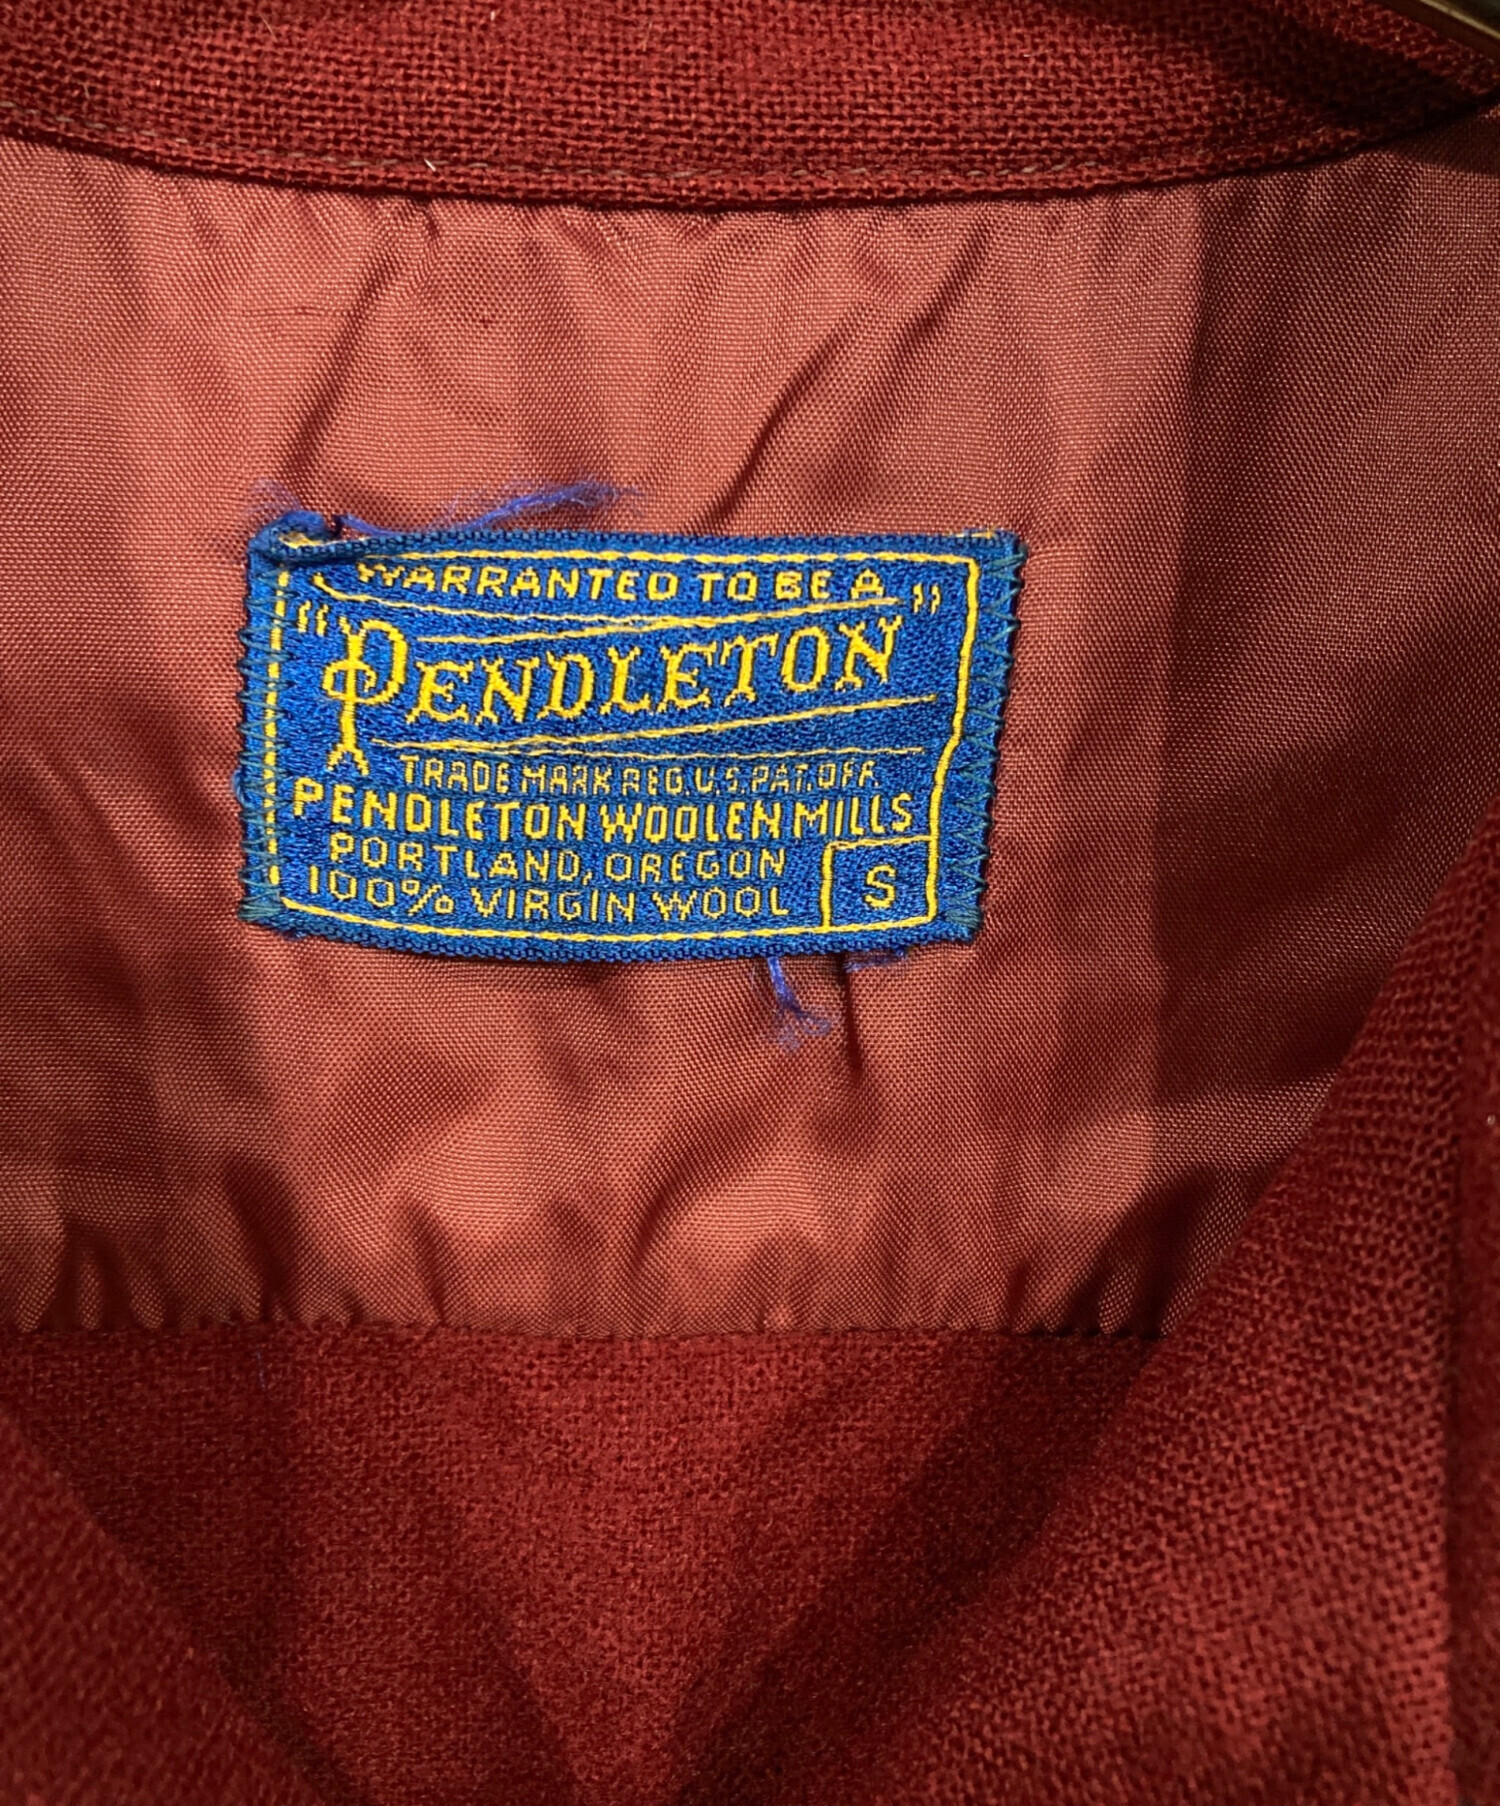 WARRANTED TO BE A
"PENDLETON"
TRADE MARK REG. U.S. PAT. OFF.
PENDLETON WOOLEN MILLS
PORTLAND, OREGON
100% VIRGIN WOOL
S